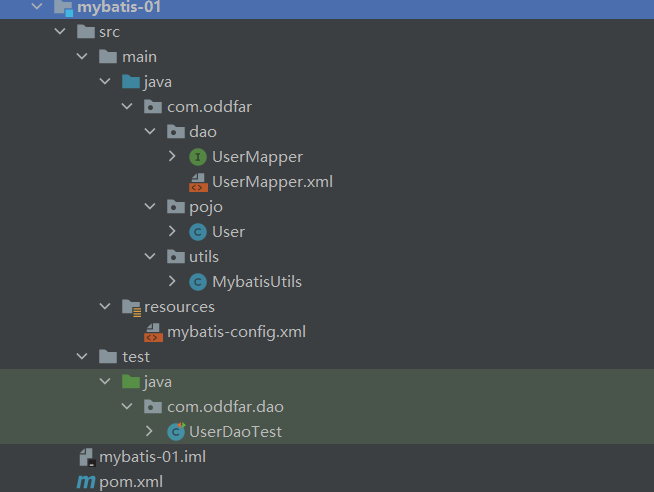 mybatis-01
src
main
java
com.oddfar
dao
UserMapper
UserMapper.xml
pojo
User
utils
MybatisUtils
resources
mybatis-config.xml
test
java
com.oddfar.dao
UserDaoTest
mybatis-01.iml
pom.xml